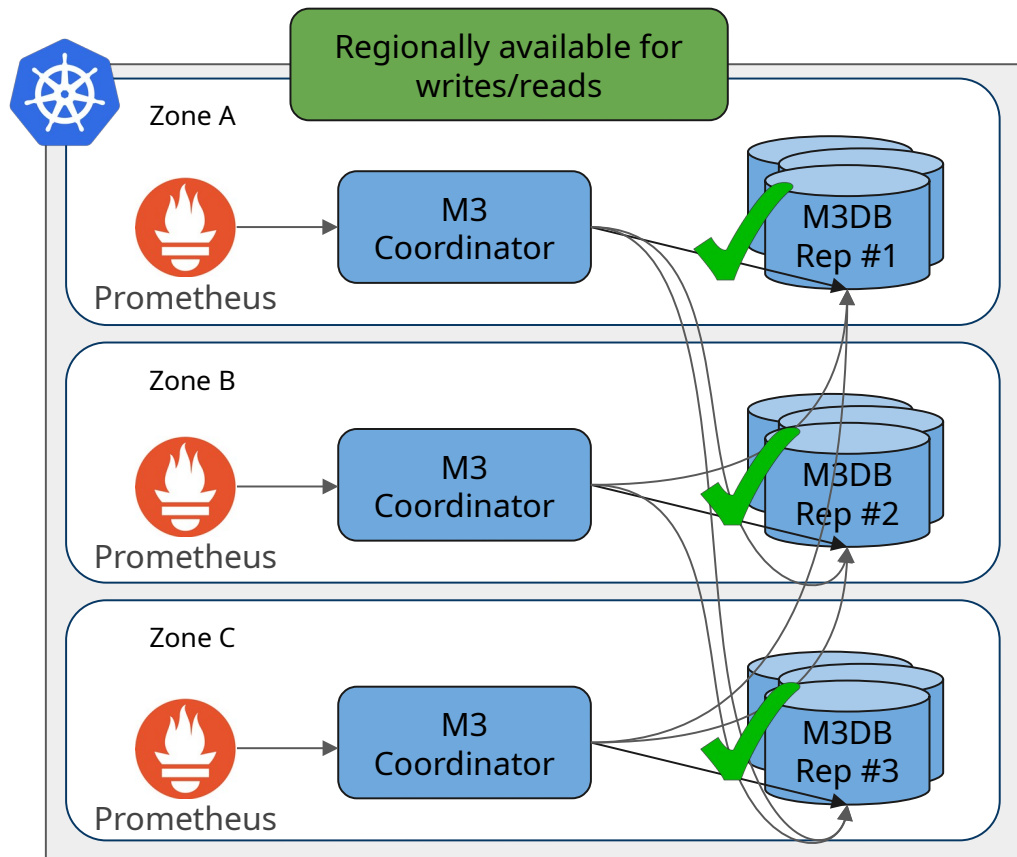 Regionally available for
writes/reads
Zone A
M3
Coordinator
M3DB
Rep #1
Prometheus
Zone B
M3
Coordinator
M3DB
Rep #2
Prometheus
Zone C
M3
Coordinator
M3DB
Rep #3
Prometheus